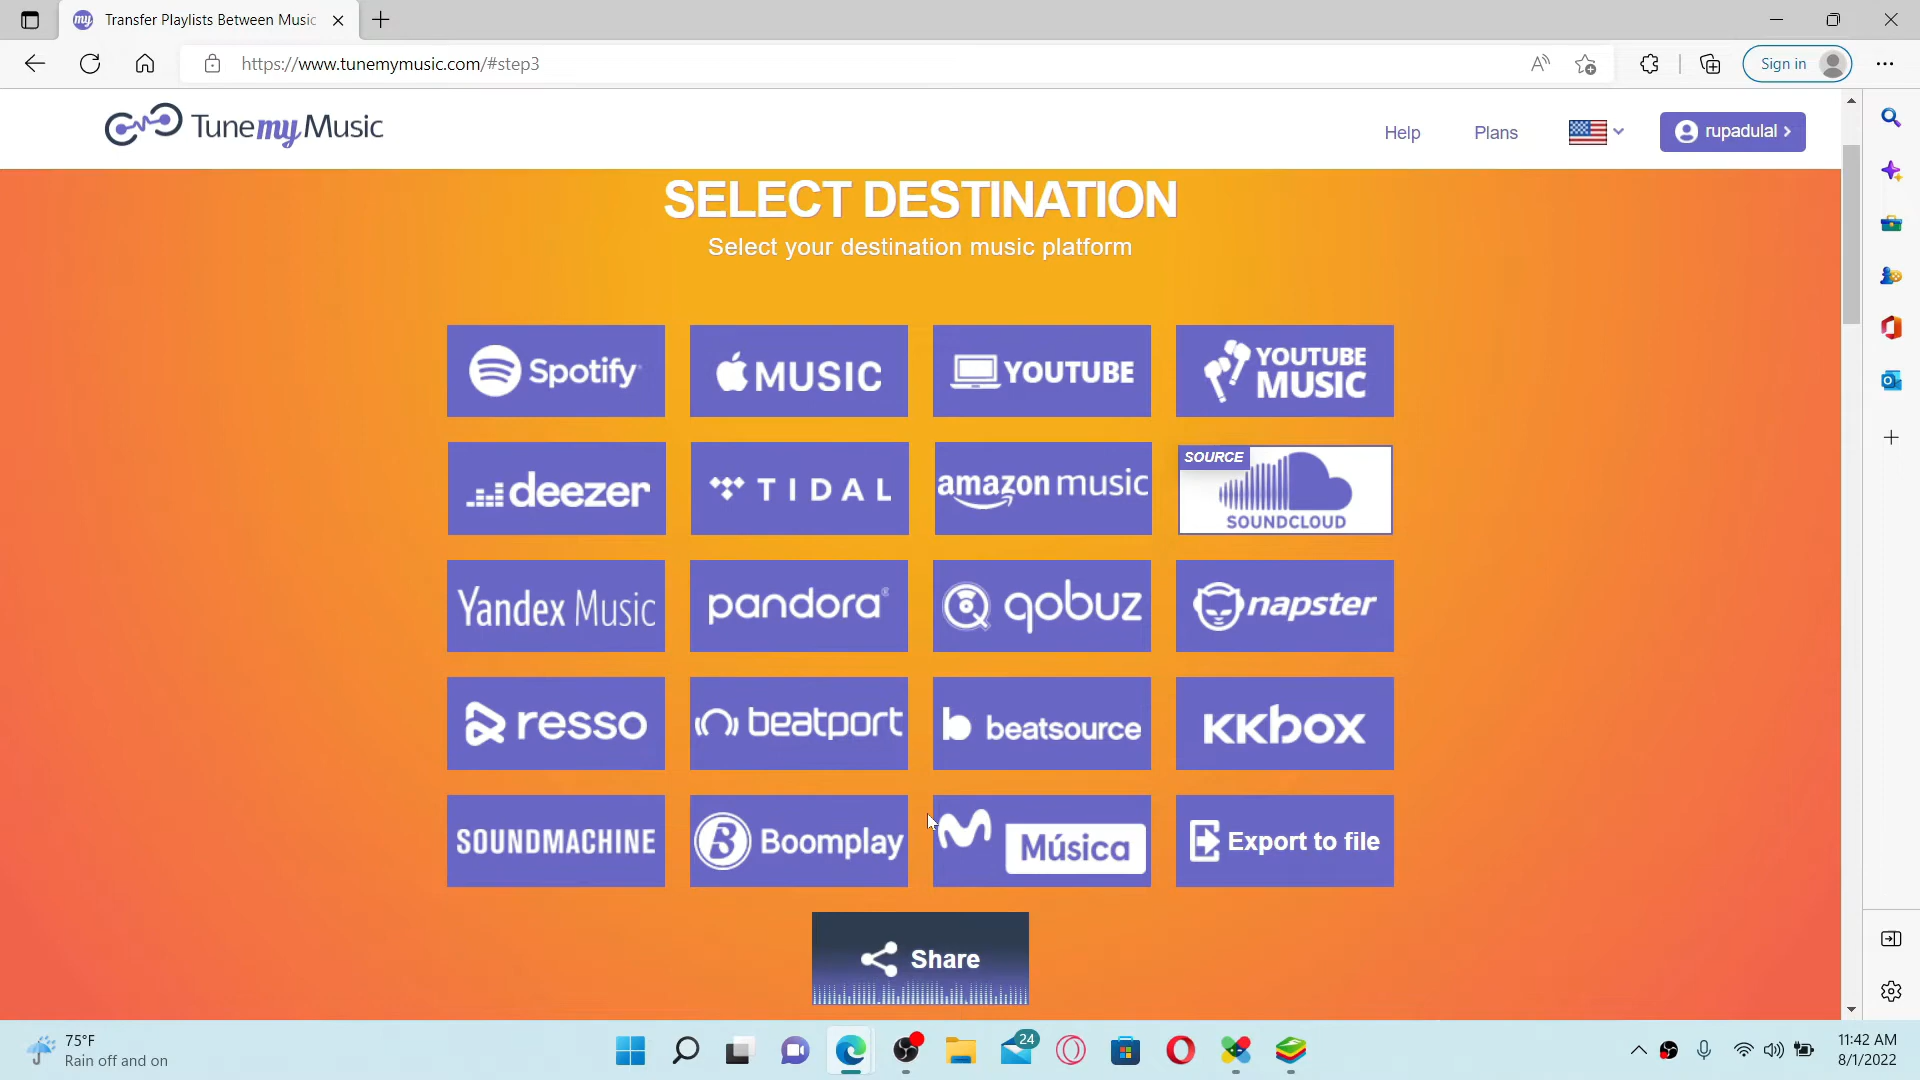 Transfer Playlists Between Music
https://www.tunemymusic.com/#step3
Sign in
my
TunemyMusic
Help
Plans
rupadulal
SELECT DESTINATION
Select your destination music platform
Spotify
MUSIC
YOUTUBE
YOUTUBE
MUSIC
deezer
TIDAL
amazon music
SOURCE
SOUNDCLOUD
Yandex Music
pandora
qobuz
napster
resso
beatport
beatsource
KKBOX
SOUNDMACHINE
B Boomplay
Música
Export to file
Share
75°F
Rain off and on
24
11:42 AM
8/1/2022